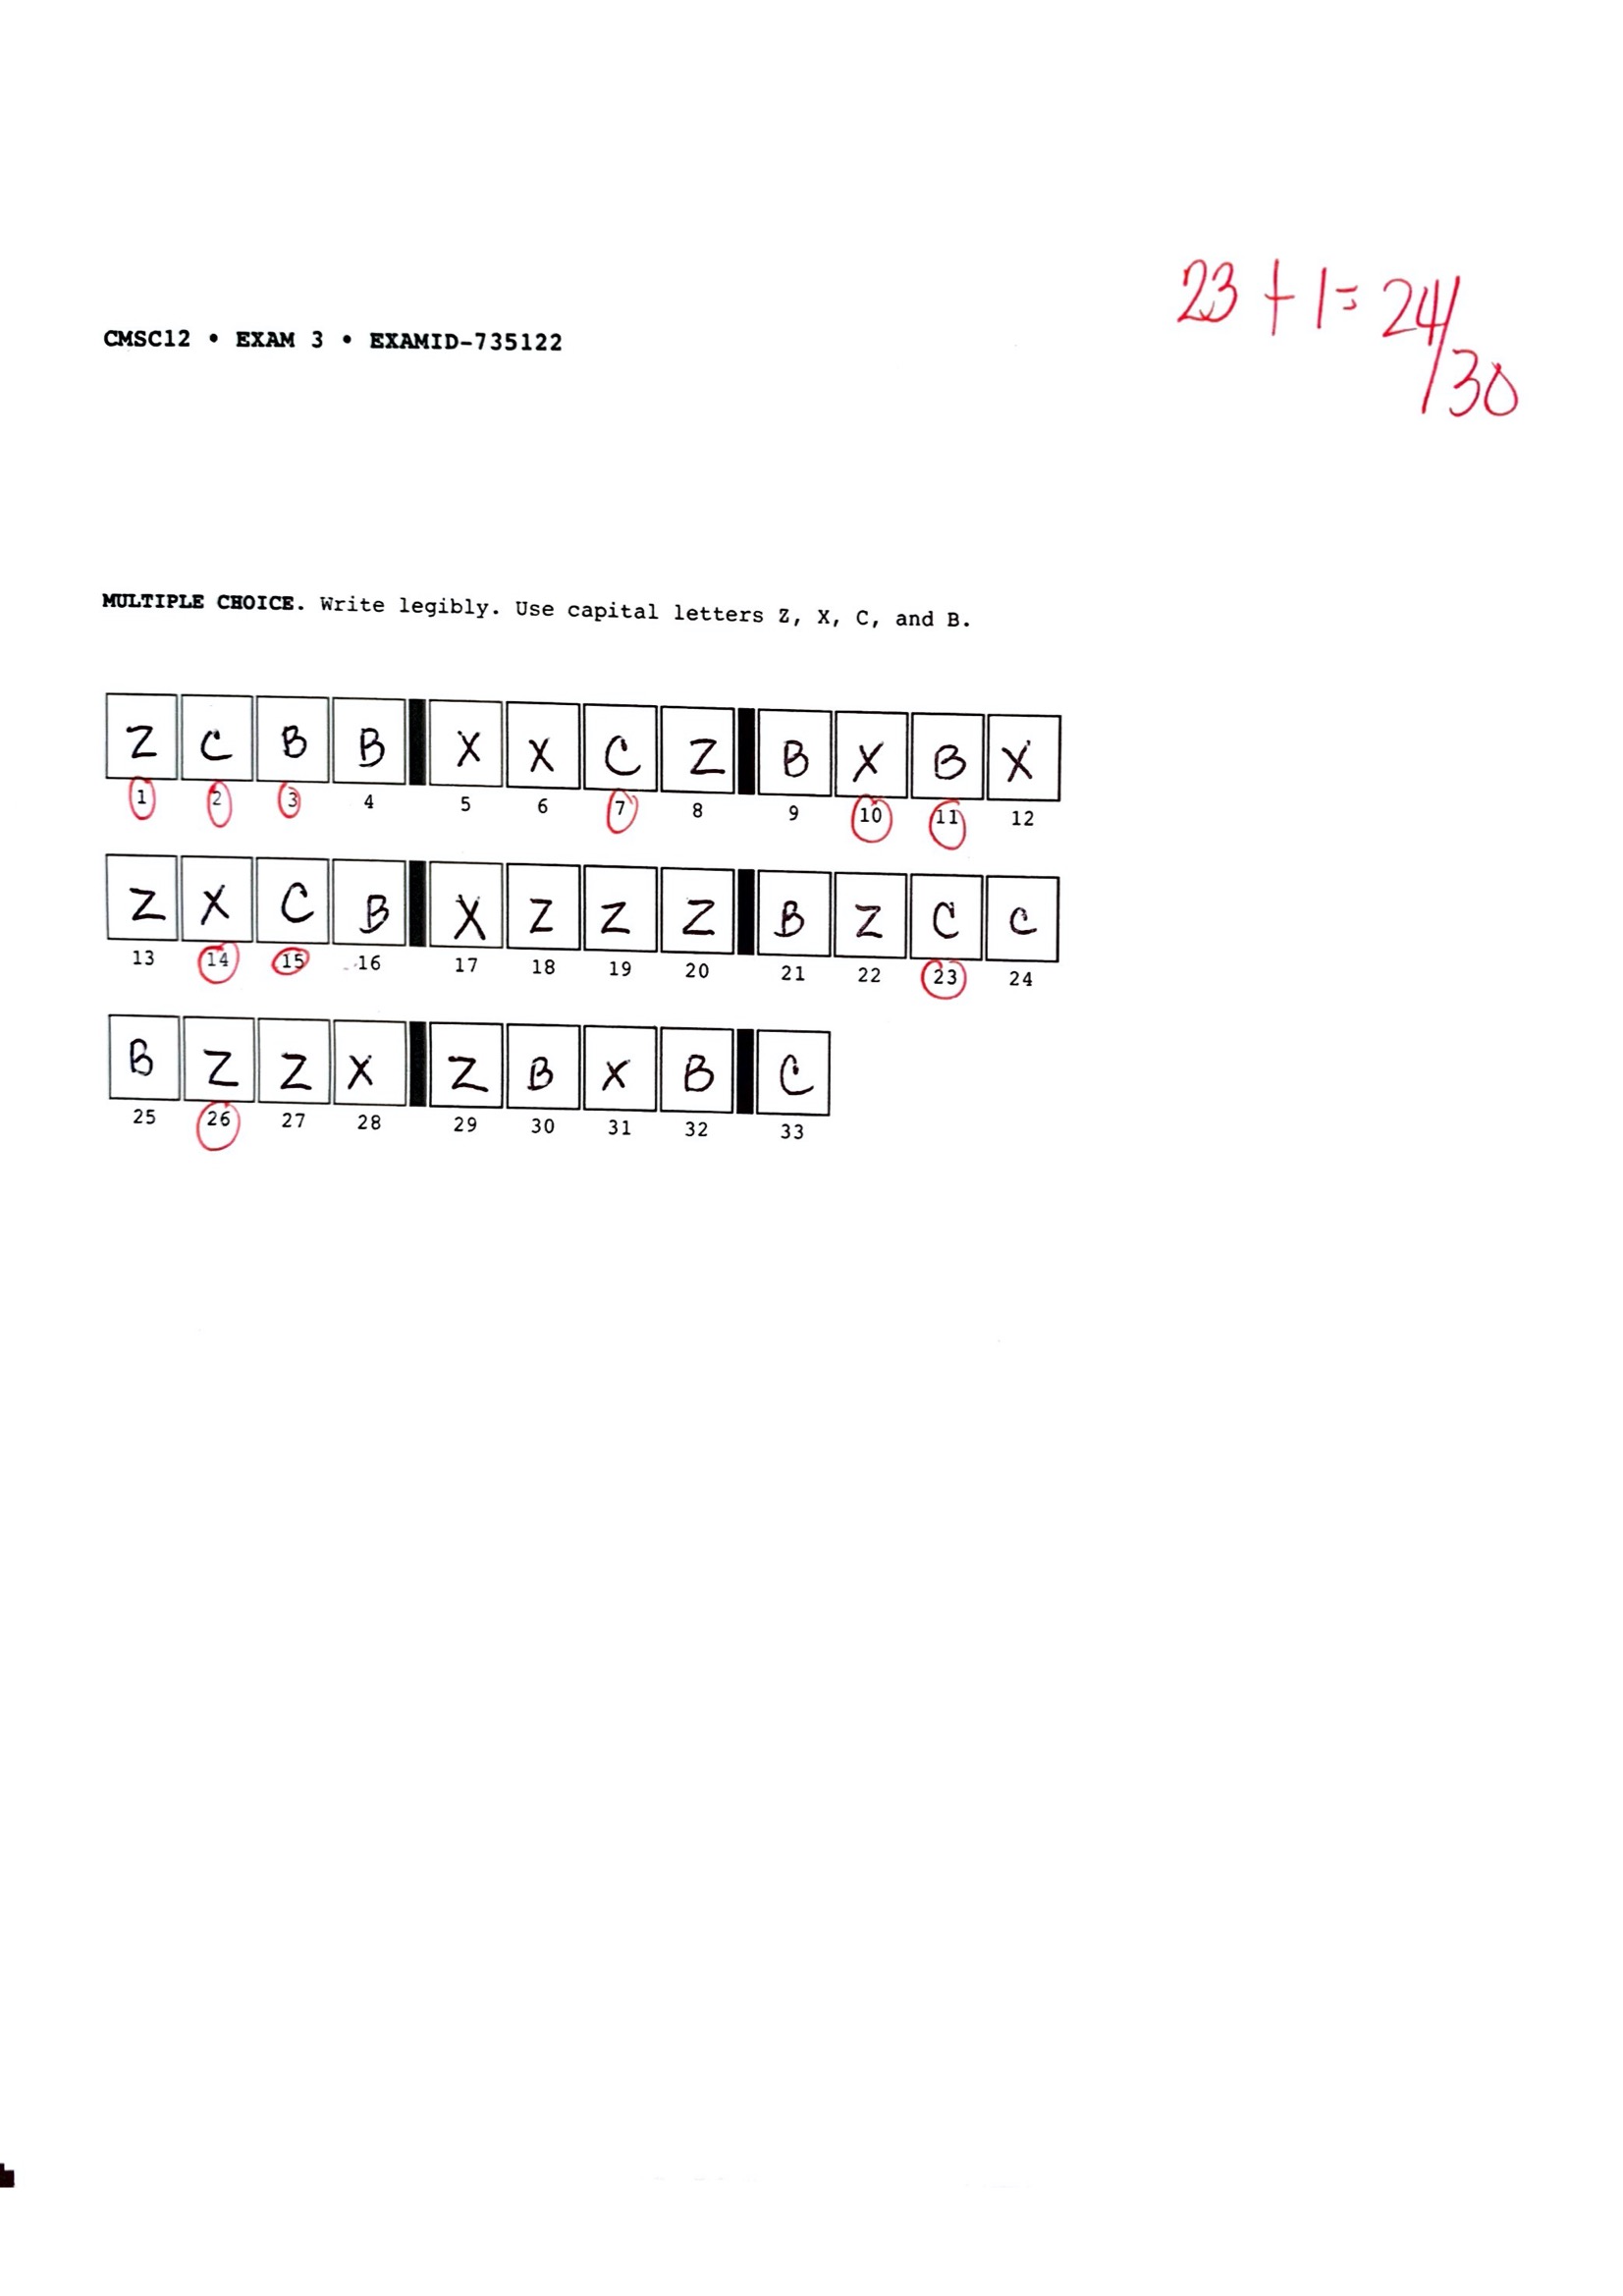 23 + 1 = 24/30
CMSC12 • EXAM 3 • EXAMID-735122
MULTIPLE CHOICE. Write legibly. Use capital letters Z, X, C, and B.
Z C B B X X C Z B X B X
1 2 3 4 5 6 7 8 9 10 11 12
Z X C B X Z Z Z B Z C C
13 14 15 16 17 18 19 20 21 22 23 24
B Z Z X Z B X B C
25 26 27 28 29 30 31 32 33